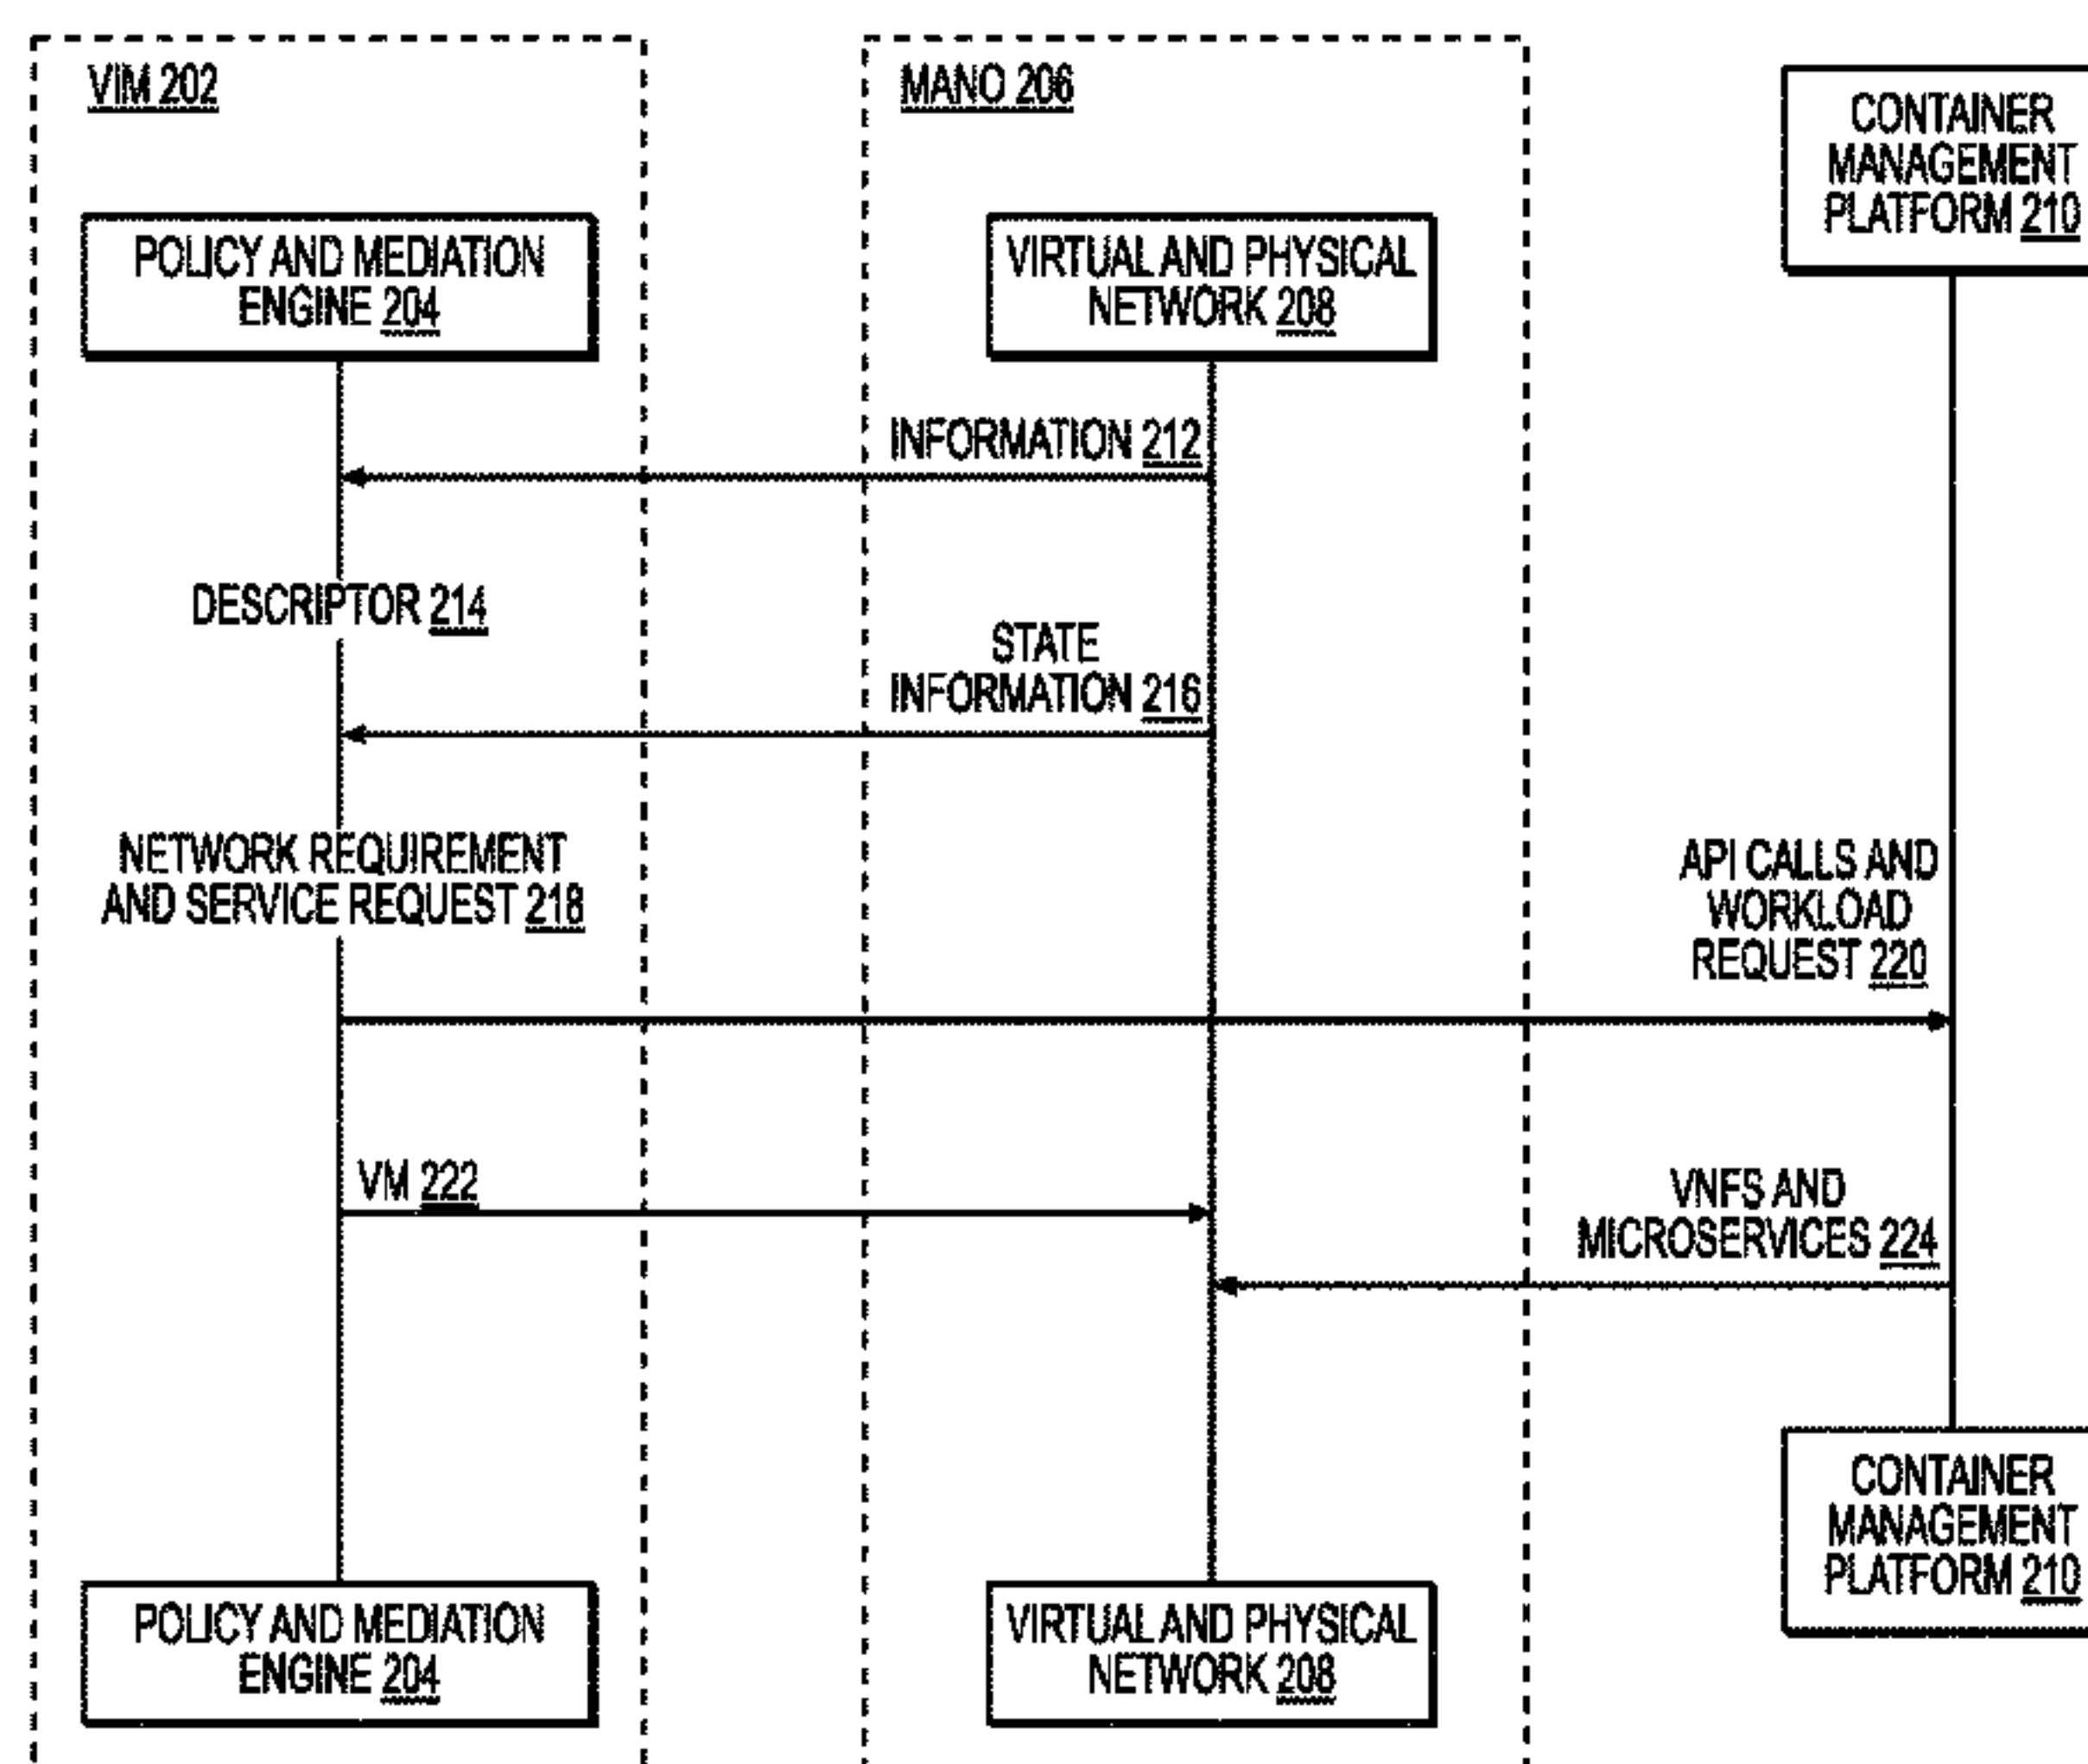 VIM 202
MANO 206
CONTAINER
MANAGEMENT
PLATFORM 210
POLICY AND MEDIATION
ENGINE 204
VIRTUAL AND PHYSICAL
NETWORK 208
INFORMATION 212
DESCRIPTOR 214
STATE
INFORMATION 216
NETWORK REQUIREMENT
AND SERVICE REQUEST 218
API CALLS AND
WORKLOAD
REQUEST 220
VM 222
VNFS AND
MICROSERVICES 224
CONTAINER
MANAGEMENT
PLATFORM 210
POLICY AND MEDIATION
ENGINE 204
VIRTUAL AND PHYSICAL
NETWORK 208